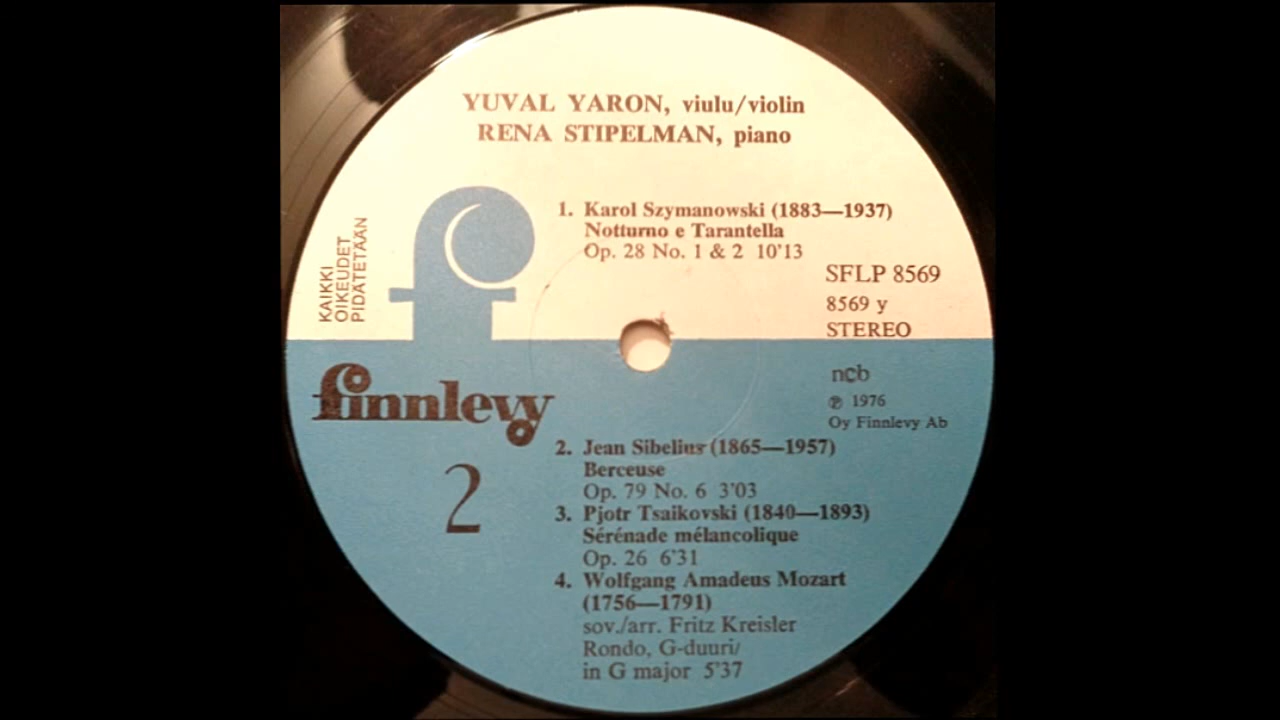 YUVAL YARON, viulu/violin
RENA STIPELMAN, piano
1. Karol Szymanowski (1883—1937)
Notturno e Tarantella
Op. 28 No. 1 & 2 10'13
KAIKKI
OIKEUDET
PIDÄTETÄÄN
f
SFLP 8569
8569 y
STEREO
finnlevy
2
ncb
℗ 1976
Oy Finnlevy Ab
2. Jean Sibelius (1865—1957)
Berceuse
Op. 79 No. 6 3'03
3. Pjotr Tsaikovski (1840—1893)
Sérénade mélancolique
Op. 26 6'31
4. Wolfgang Amadeus Mozart
(1756—1791)
sov./arr. Fritz Kreisler
Rondo, G-duuri/
in G major 5'37